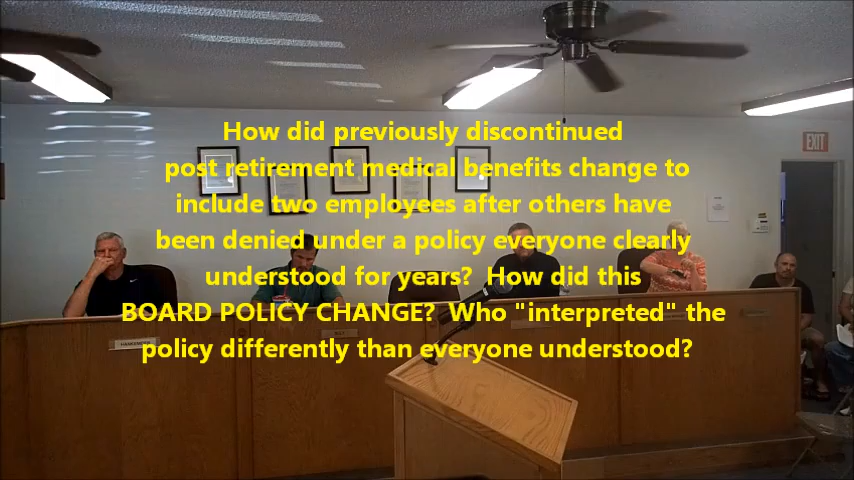 How did previously discontinued
post retirement medical benefits change to
include two employees after others have
been denied under a policy everyone clearly
understood for years?  How did this
BOARD POLICY CHANGE?  Who "interpreted" the
policy differently than everyone understood?
EXIT